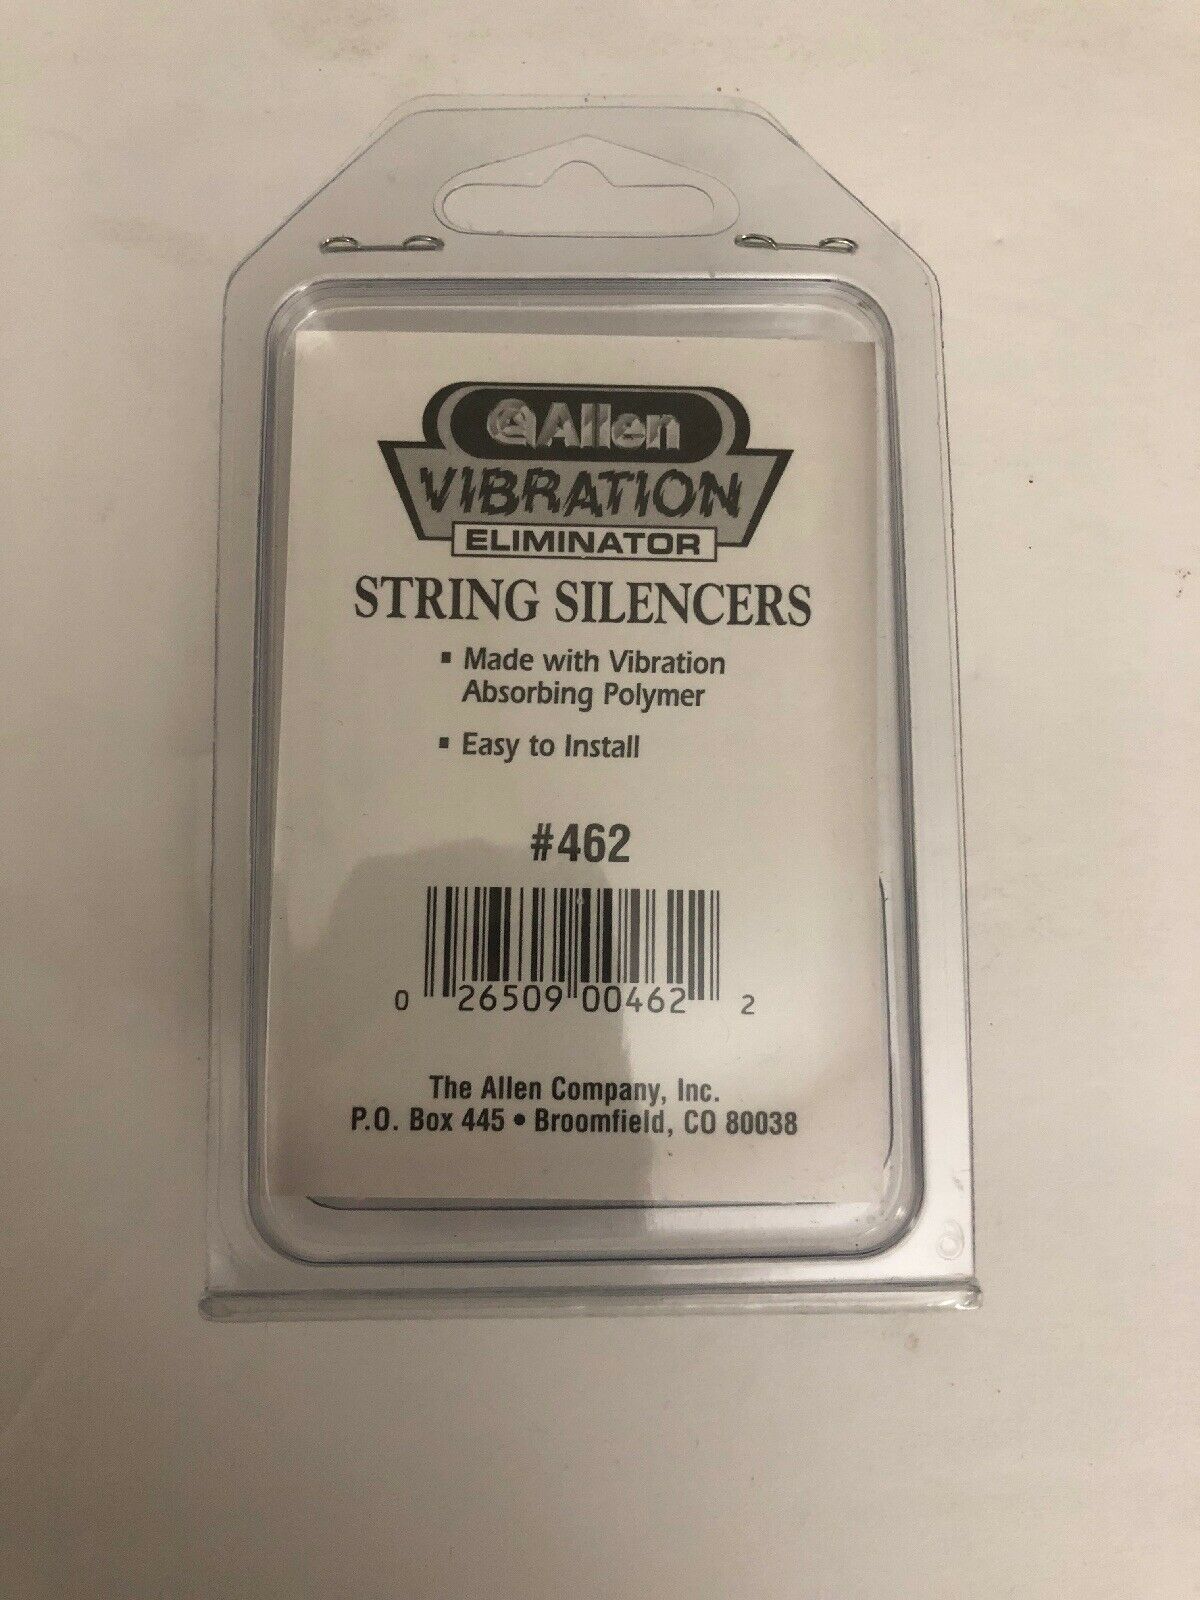 Allen
VIBRATION
ELIMINATOR
STRING SILENCERS
▪ Made with Vibration
Absorbing Polymer
▪ Easy to Install
#462
0 26509 00462 2
The Allen Company, Inc.
P.O. Box 445 • Broomfield, CO 80038